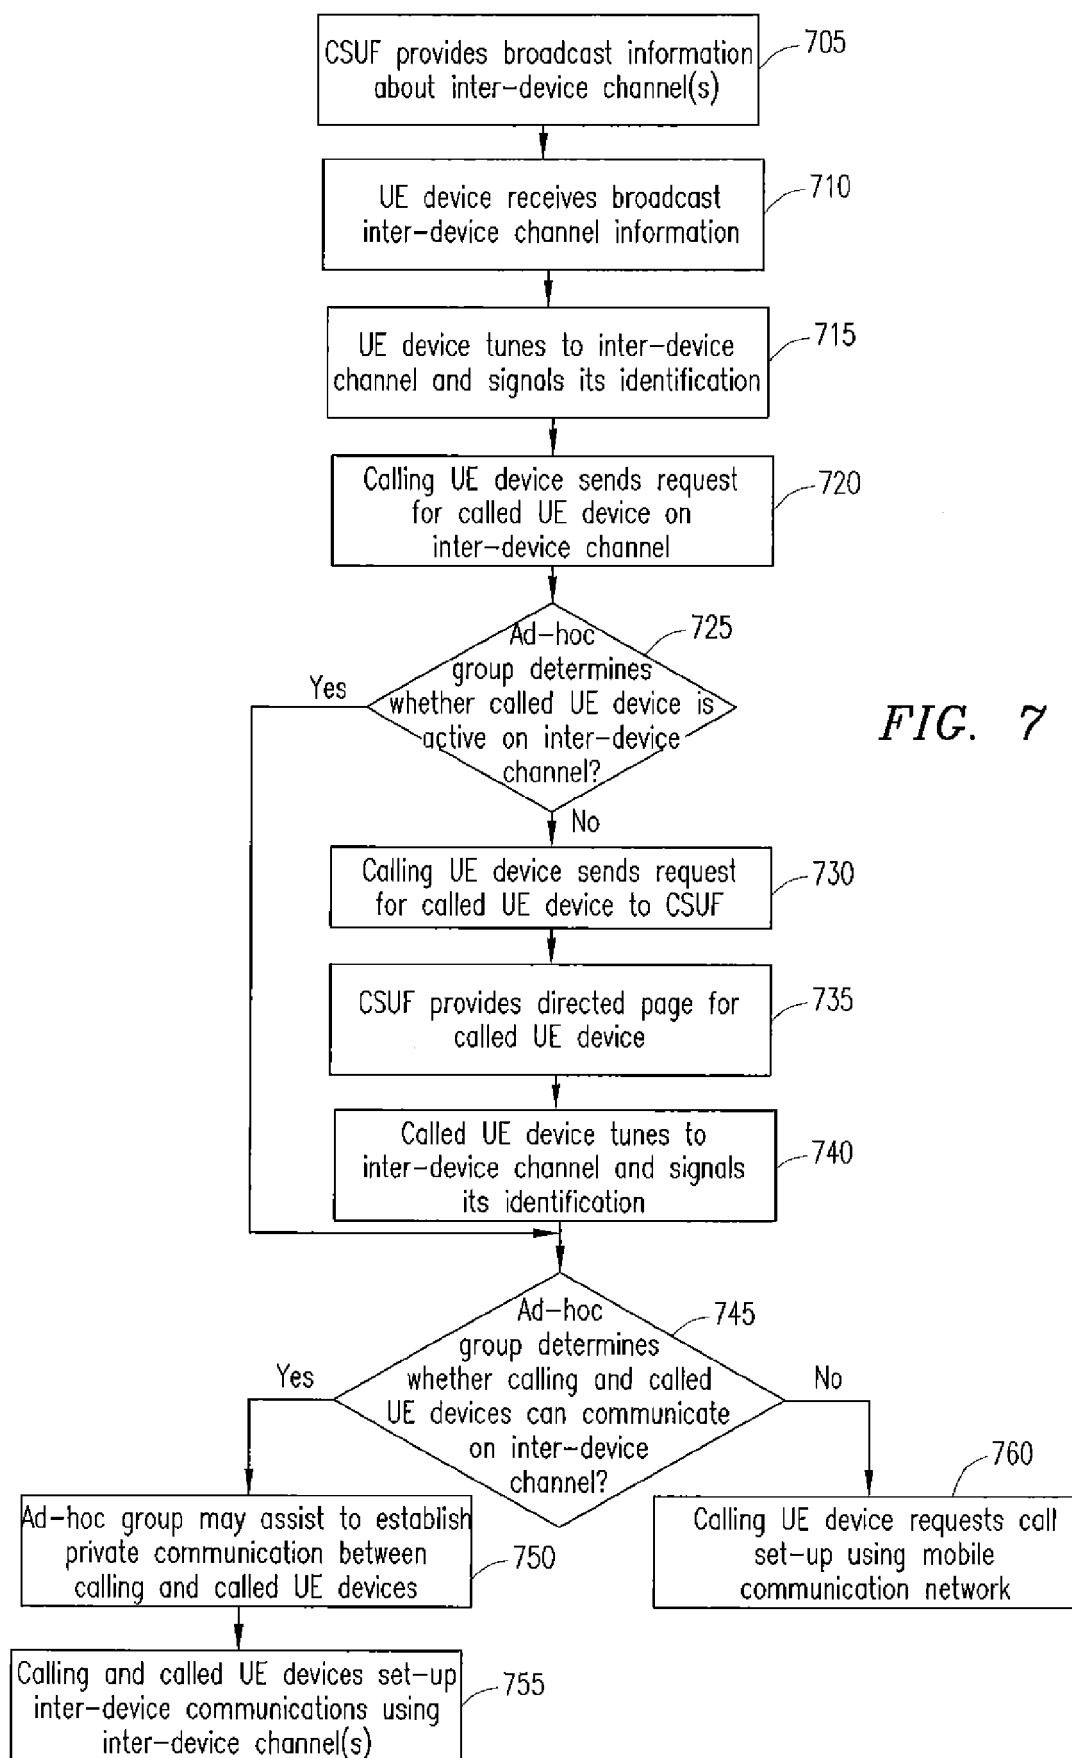 CSUF provides broadcast information
about inter-device channel(s)
705
UE device receives broadcast
inter-device channel information
710
UE device tunes to inter-device
channel and signals its identification
715
Calling UE device sends request
for called UE device on
inter-device channel
720
Ad-hoc
group determines
whether called UE device is
active on inter-device
channel?
725
Yes
FIG. 7
No
Calling UE device sends request
for called UE device to CSUF
730
CSUF provides directed page for
called UE device
735
Called UE device tunes to
inter-device channel and signals
its identification
740
Ad-hoc
group determines
whether calling and called
UE devices can communicate
on inter-device
channel?
745
Yes
No
Ad-hoc group may assist to establish
private communication between
calling and called UE devices
750
760
Calling UE device requests call
set-up using mobile
communication network
Calling and called UE devices set-up
inter-device communications using
inter-device channel(s)
755